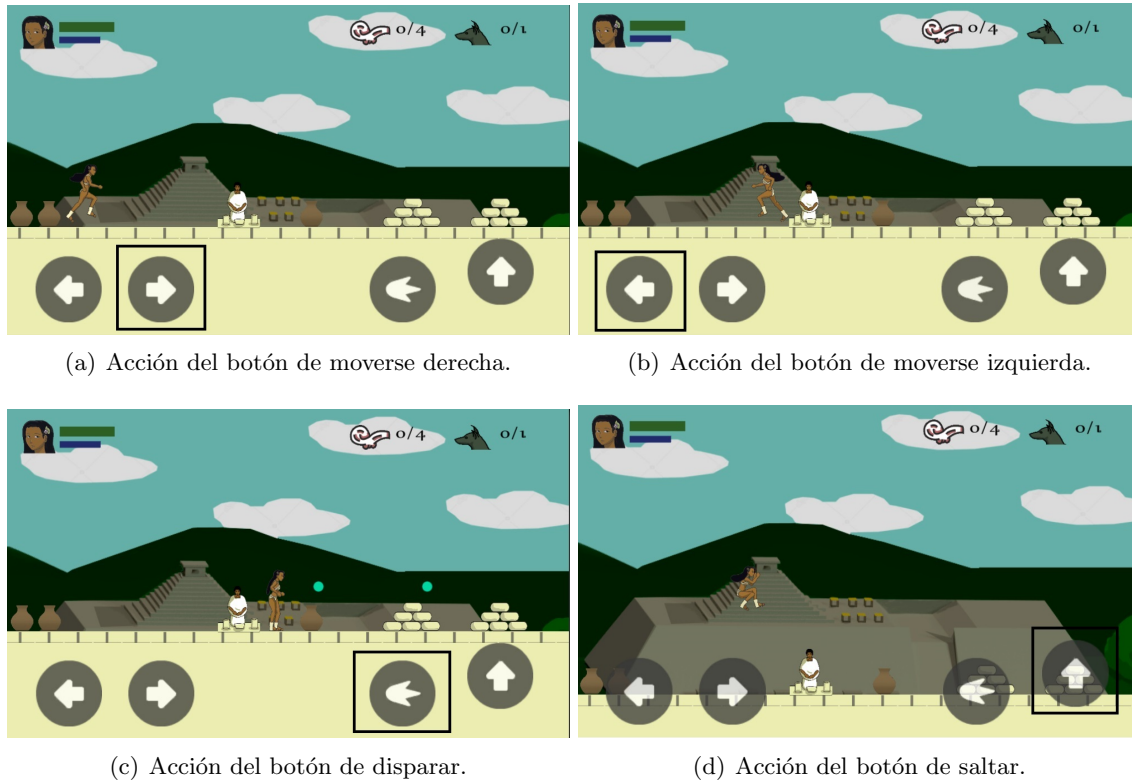 0/4 0/1
0/4 0/1
(a) Acción del botón de moverse derecha.
(b) Acción del botón de moverse izquierda.
0/4 0/1
0/4 0/1
(c) Acción del botón de disparar.
(d) Acción del botón de saltar.